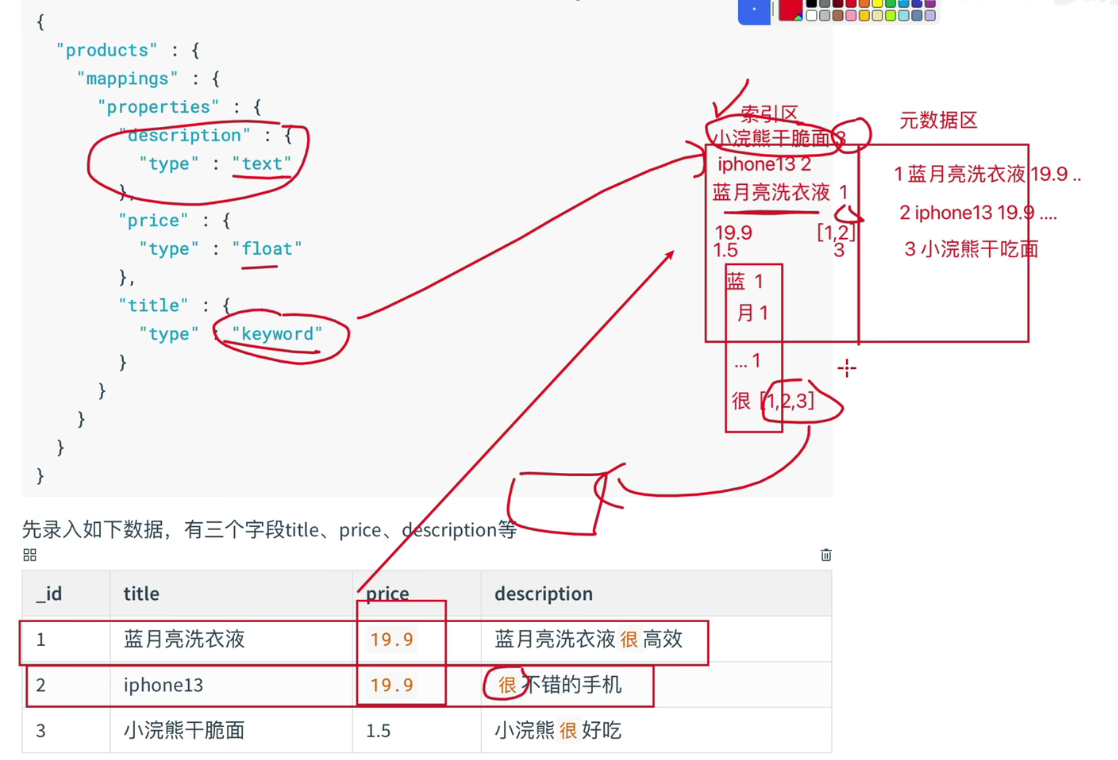 {
"products" : {
"mappings" : {
"properties" : {
"description" : {
"type" : "text"
},
"price" : {
"type" : "float"
},
"title" : {
"type" : "keyword"
}
}
}
}
}
索引区
小浣熊干脆面 3
iphone13 2
蓝月亮洗衣液 1
19.9 [1,2]
1.5 3
蓝 1
月 1
... 1
很 [1,2,3]
元数据区
1 蓝月亮洗衣液 19.9 ..
2 iphone13 19.9 ....
3 小浣熊干吃面
先录入如下数据，有三个字段title、price、description等
_id title price description
1 蓝月亮洗衣液 19.9 蓝月亮洗衣液 很 高效
2 iphone13 19.9 很 不错的手机
3 小浣熊干脆面 1.5 小浣熊 很 好吃